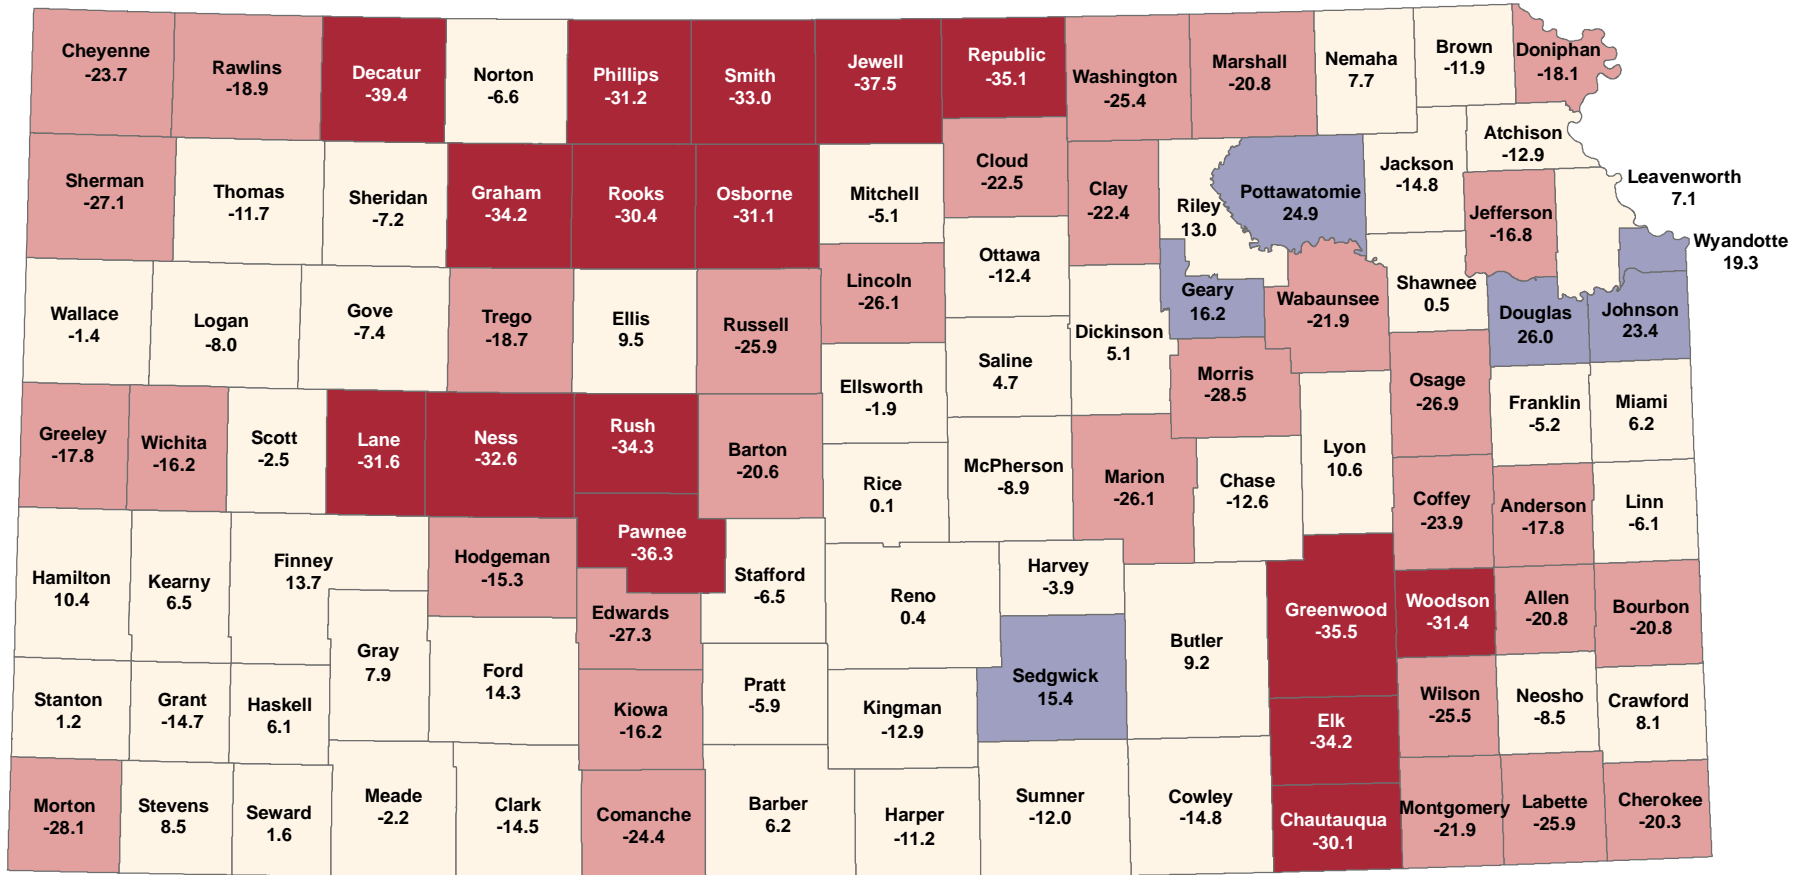 Cheyenne
-23.7
Rawlins
-18.9
Decatur
-39.4
Norton
-6.6
Phillips
-31.2
Smith
-33.0
Jewell
-37.5
Republic
-35.1
Washington
-25.4
Marshall
-20.8
Nemaha
7.7
Brown
-11.9
Doniphan
-18.1
Sherman
-27.1
Thomas
-11.7
Sheridan
-7.2
Graham
-34.2
Rooks
-30.4
Osborne
-31.1
Mitchell
-5.1
Cloud
-22.5
Clay
-22.4
Riley
13.0
Pottawatomie
24.9
Jackson
-14.8
Atchison
-12.9
Jefferson
-16.8
Leavenworth
7.1
Wyandotte
19.3
Wallace
-1.4
Logan
-8.0
Gove
-7.4
Trego
-18.7
Ellis
9.5
Russell
-25.9
Lincoln
-26.1
Ottawa
-12.4
Saline
4.7
Dickinson
5.1
Geary
16.2
Wabaunsee
-21.9
Shawnee
0.5
Douglas
26.0
Johnson
23.4
Ellsworth
-1.9
Morris
-28.5
Osage
-26.9
Franklin
-5.2
Miami
6.2
Greeley
-17.8
Wichita
-16.2
Scott
-2.5
Lane
-31.6
Ness
-32.6
Rush
-34.3
Barton
-20.6
Rice
0.1
McPherson
-8.9
Marion
-26.1
Chase
-12.6
Lyon
10.6
Coffey
-23.9
Anderson
-17.8
Linn
-6.1
Hamilton
10.4
Kearny
6.5
Finney
13.7
Hodgeman
-15.3
Pawnee
-36.3
Stafford
-6.5
Edwards
-27.3
Reno
0.4
Harvey
-3.9
Butler
9.2
Greenwood
-35.5
Woodson
-31.4
Allen
-20.8
Bourbon
-20.8
Gray
7.9
Ford
14.3
Stanton
1.2
Grant
-14.7
Haskell
6.1
Kiowa
-16.2
Pratt
-5.9
Kingman
-12.9
Sedgwick
15.4
Elk
-34.2
Wilson
-25.5
Neosho
-8.5
Crawford
8.1
Morton
-28.1
Stevens
8.5
Seward
1.6
Meade
-2.2
Clark
-14.5
Comanche
-24.4
Barber
6.2
Harper
-11.2
Sumner
-12.0
Cowley
-14.8
Chautauqua
-30.1
Montgomery
-21.9
Labette
-25.9
Cherokee
-20.3